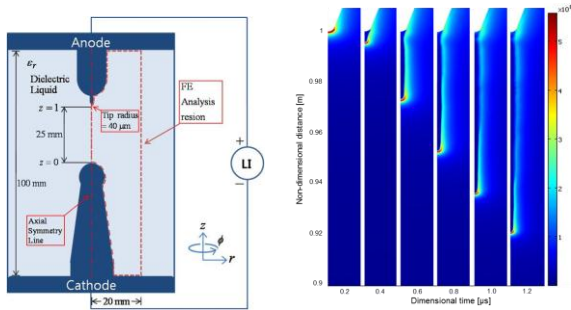 Anode
εr
Dielectric
Liquid
z = 1
Tip radius
= 40 μm
25 mm
z = 0
100 mm
FE
Analysis
resion
Axial
Symmetry
Line
Cathode
20 mm
+
LI
−
z
ϕ
r
Non-dimensional distance [m]
1
0.98
0.96
0.94
0.92
0.9
0.2
0.4
0.6
0.8
1.0
1.2
Dimensional time [μs]
5
4
3
2
1